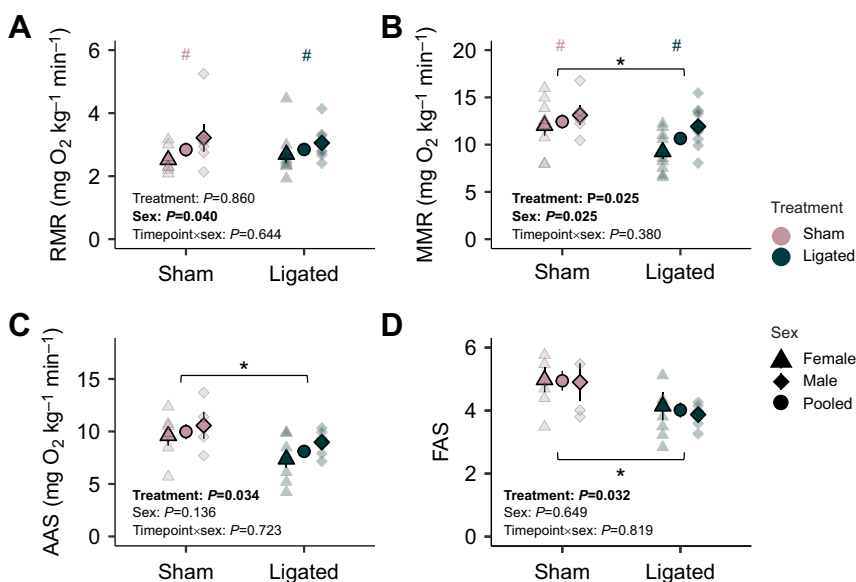 A
RMR (mg O₂ kg⁻¹ min⁻¹)
6
4
2
0
#
#
Treatment: P=0.860
Sex: P=0.040
Timepoint×sex: P=0.644
Sham
Ligated
B
MMR (mg O₂ kg⁻¹ min⁻¹)
20
15
10
5
0
#
#
*
Treatment: P=0.025
Sex: P=0.025
Timepoint×sex: P=0.380
Sham
Ligated
Treatment
Sham
Ligated
C
AAS (mg O₂ kg⁻¹ min⁻¹)
15
10
5
0
*
Treatment: P=0.034
Sex: P=0.136
Timepoint×sex: P=0.723
Sham
Ligated
D
FAS
6
4
2
0
*
Treatment: P=0.032
Sex: P=0.649
Timepoint×sex: P=0.819
Sham
Ligated
Sex
Female
Male
Pooled